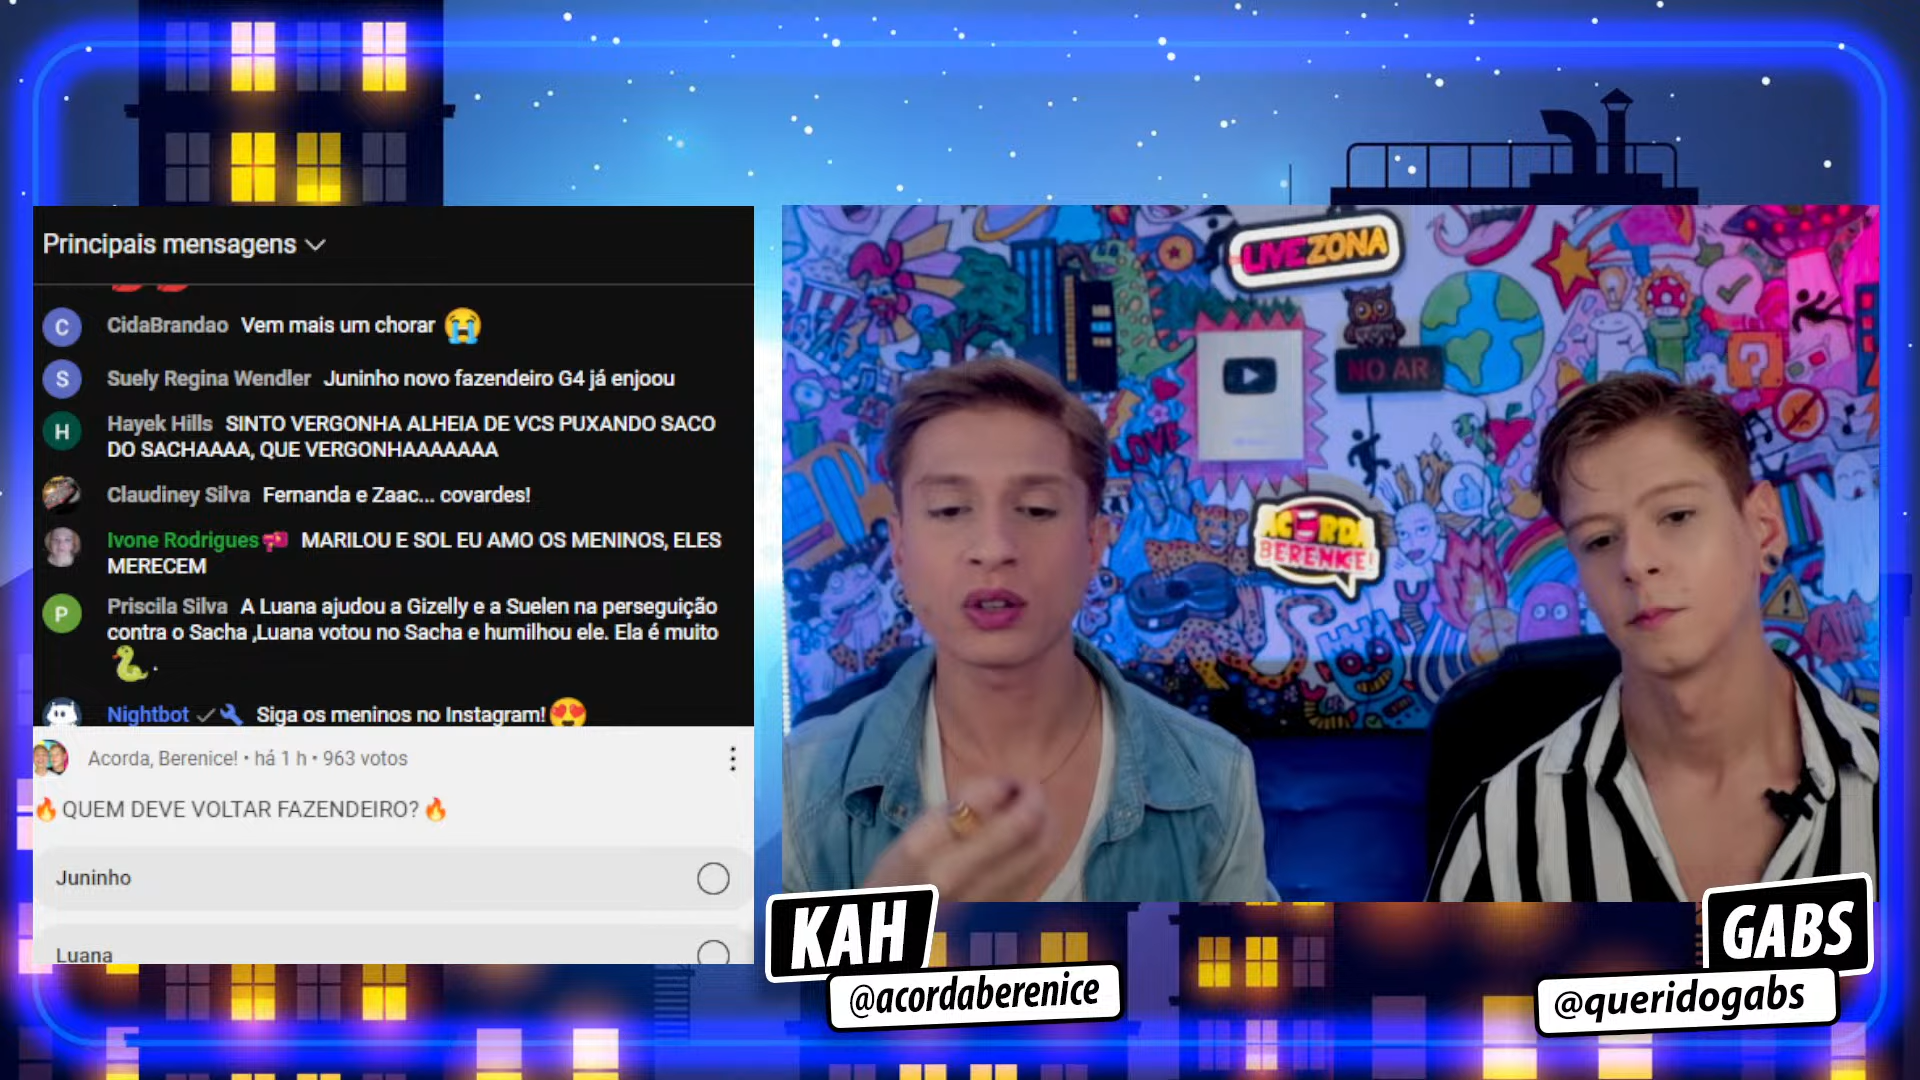 Principais mensagens
CidaBrandao Vem mais um chorar 😭
Suely Regina Wendler Juninho novo fazendeiro G4 já enjoou
Hayek Hills SINTO VERGONHA ALHEIA DE VCS PUXANDO SACO
DO SACHAAAA, QUE VERGONHAAAAAAA
Claudiney Silva Fernanda e Zaac... covardes!
Ivone Rodrigues MARILOU E SOL EU AMO OS MENINOS, ELES
MERECEM
Priscila Silva A Luana ajudou a Gizelly e a Suelen na perseguição
contra o Sacha ,Luana votou no Sacha e humilhou ele. Ela é muito
🐍 .
Nightbot Siga os meninos no Instagram! 😍
Acorda, Berenice! • há 1 h • 963 votos
🔥 QUEM DEVE VOLTAR FAZENDEIRO? 🔥
Juninho
Luana
C
S
H
P
LIVEZONA
NO AR
LOVE
ACORDA
BERENICE!
KAH
@acordaberenice
GABS
@queridogabs